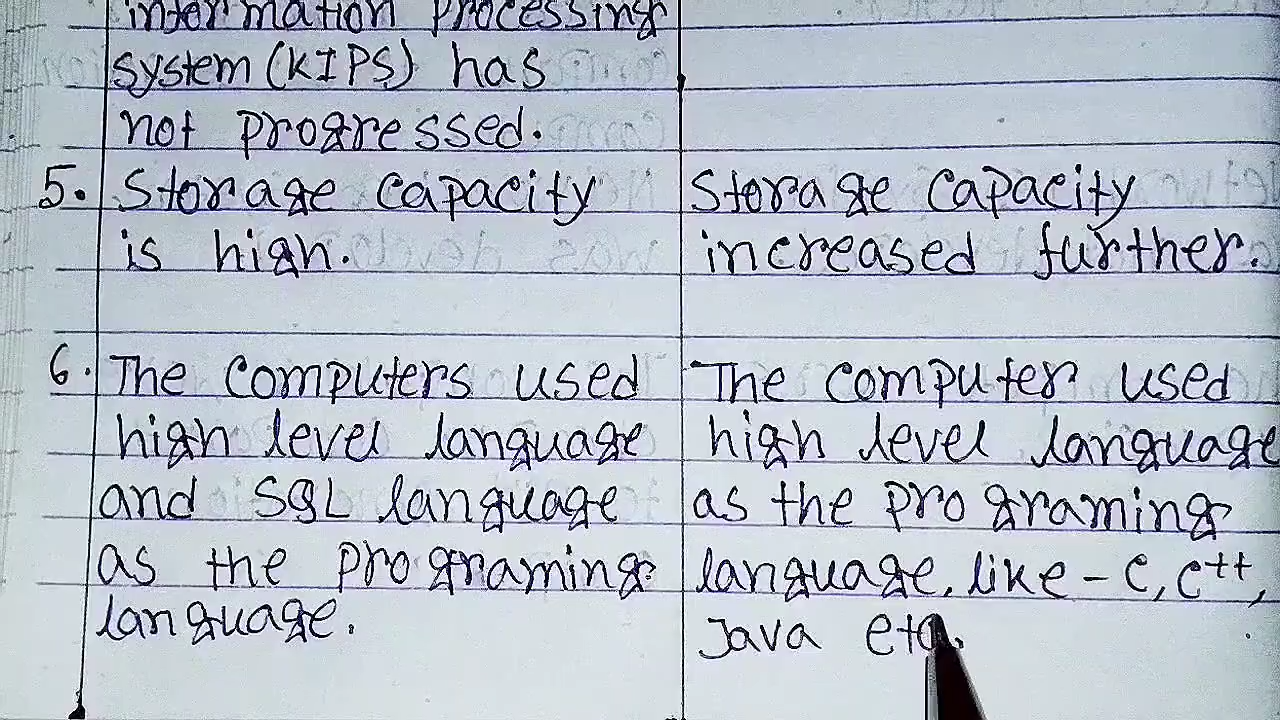 information processing
system (KIPS) has
not progressed.
5. Storage capacity
is high.
Storage capacity
increased further.
6. The computers used
high level language
and SQL language
as the programing
language.
The computer used
high level language
as the programing
language, like - C, C++,
Java etc.